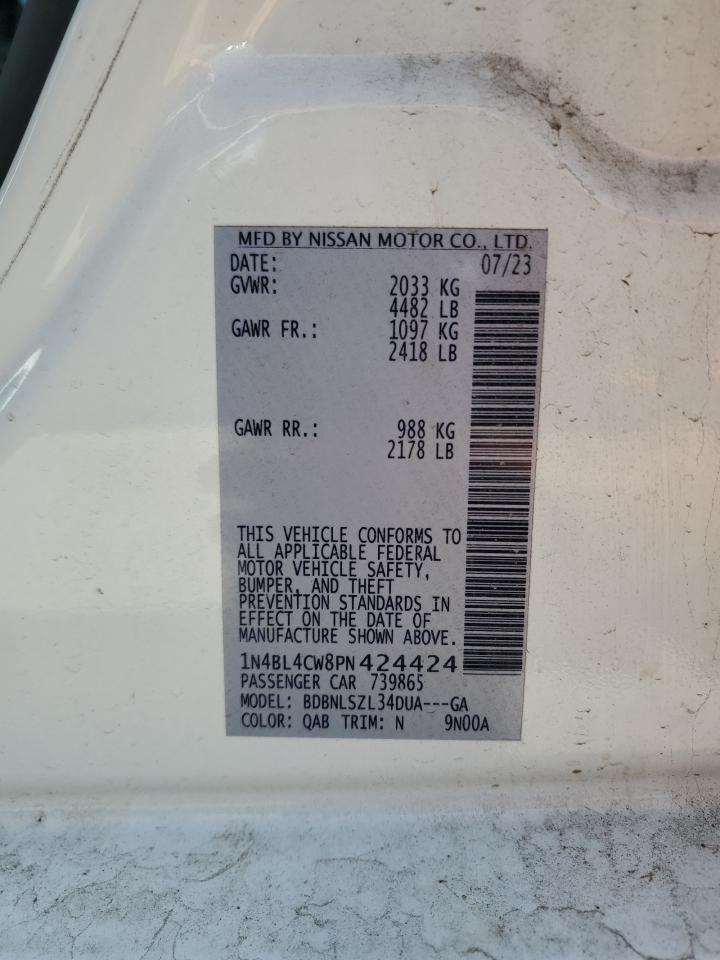 MFD BY NISSAN MOTOR CO., LTD.
DATE: 07/23
GVWR: 2033 KG
4482 LB
GAWR FR.: 1097 KG
2418 LB
GAWR RR.: 988 KG
2178 LB
THIS VEHICLE CONFORMS TO
ALL APPLICABLE FEDERAL
MOTOR VEHICLE SAFETY,
BUMPER, AND THEFT
PREVENTION STANDARDS IN
EFFECT ON THE DATE OF
MANUFACTURE SHOWN ABOVE.
1N4BL4CW8PN424424
PASSENGER CAR 739865
MODEL: BDBNLSZL34DUA---GA
COLOR: QAB TRIM: N 9N00A